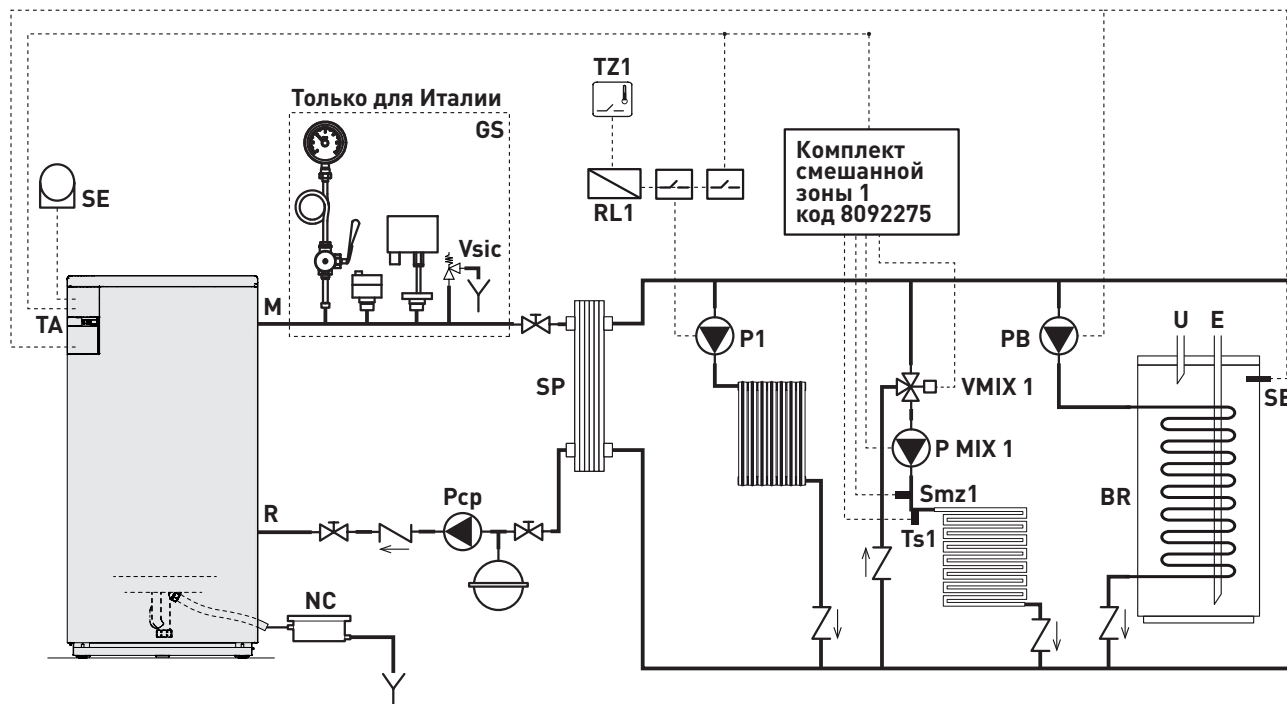 TZ1
Только для Италии
GS
Комплект
смешанной
зоны 1
код 8092275
SE
RL1
Vsic
M
TA
P1
PB
U
E
SP
VMIX 1
SB
P MIX 1
Pcp
Smz1
BR
R
Ts1
NC